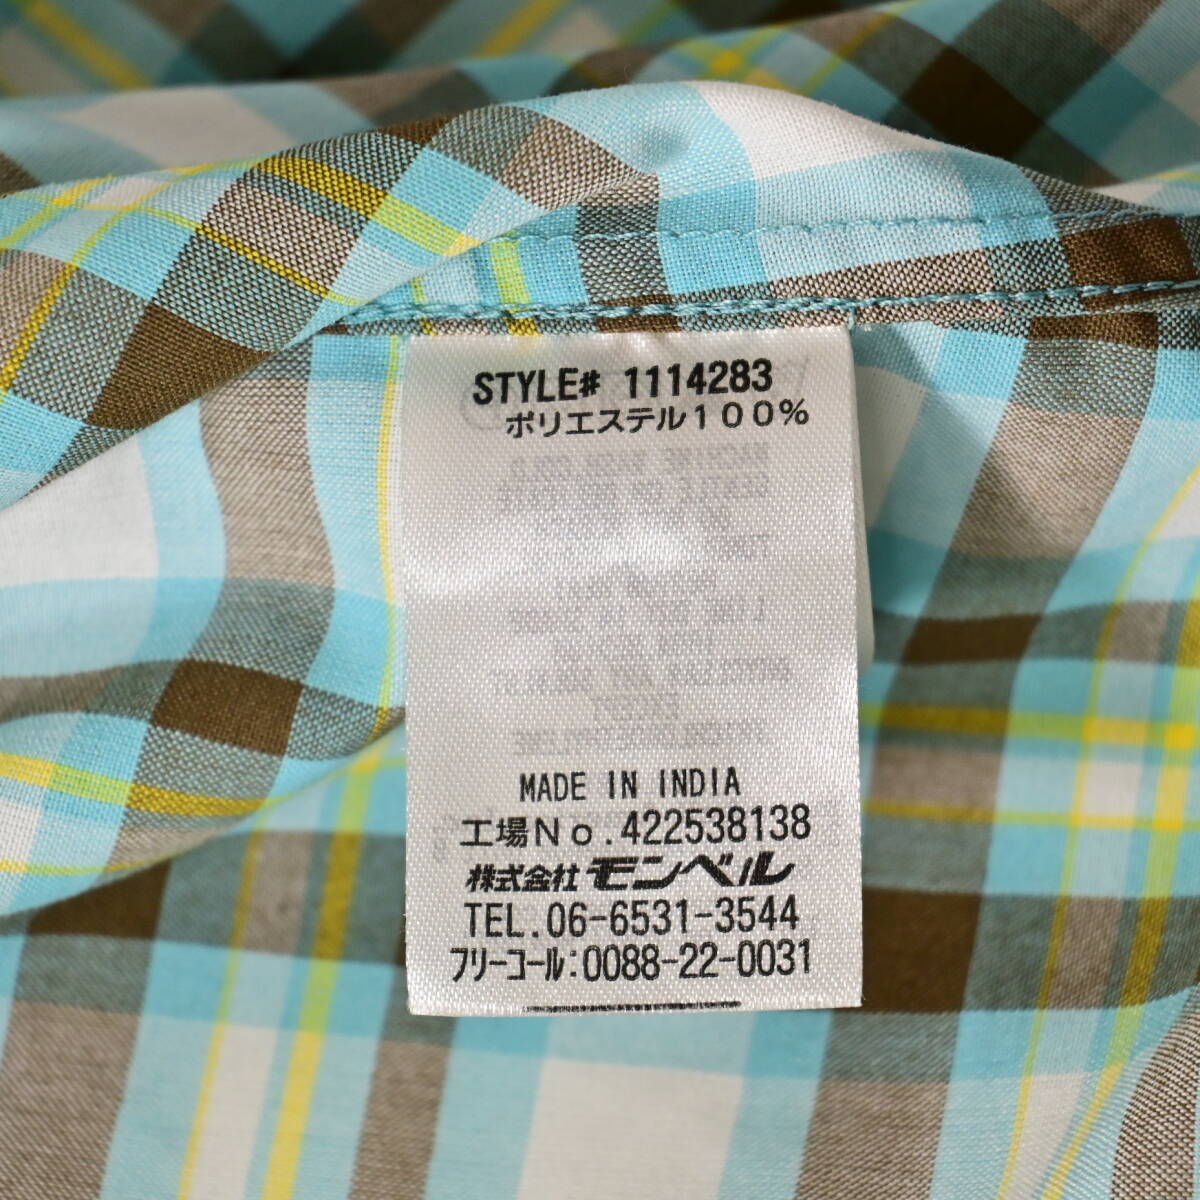 STYLE# 1114283
ポリエステル100%
MADE IN INDIA
工場No.422538138
株式会社 モンベル
TEL.06-6531-3544
フリーコール:0088-22-0031